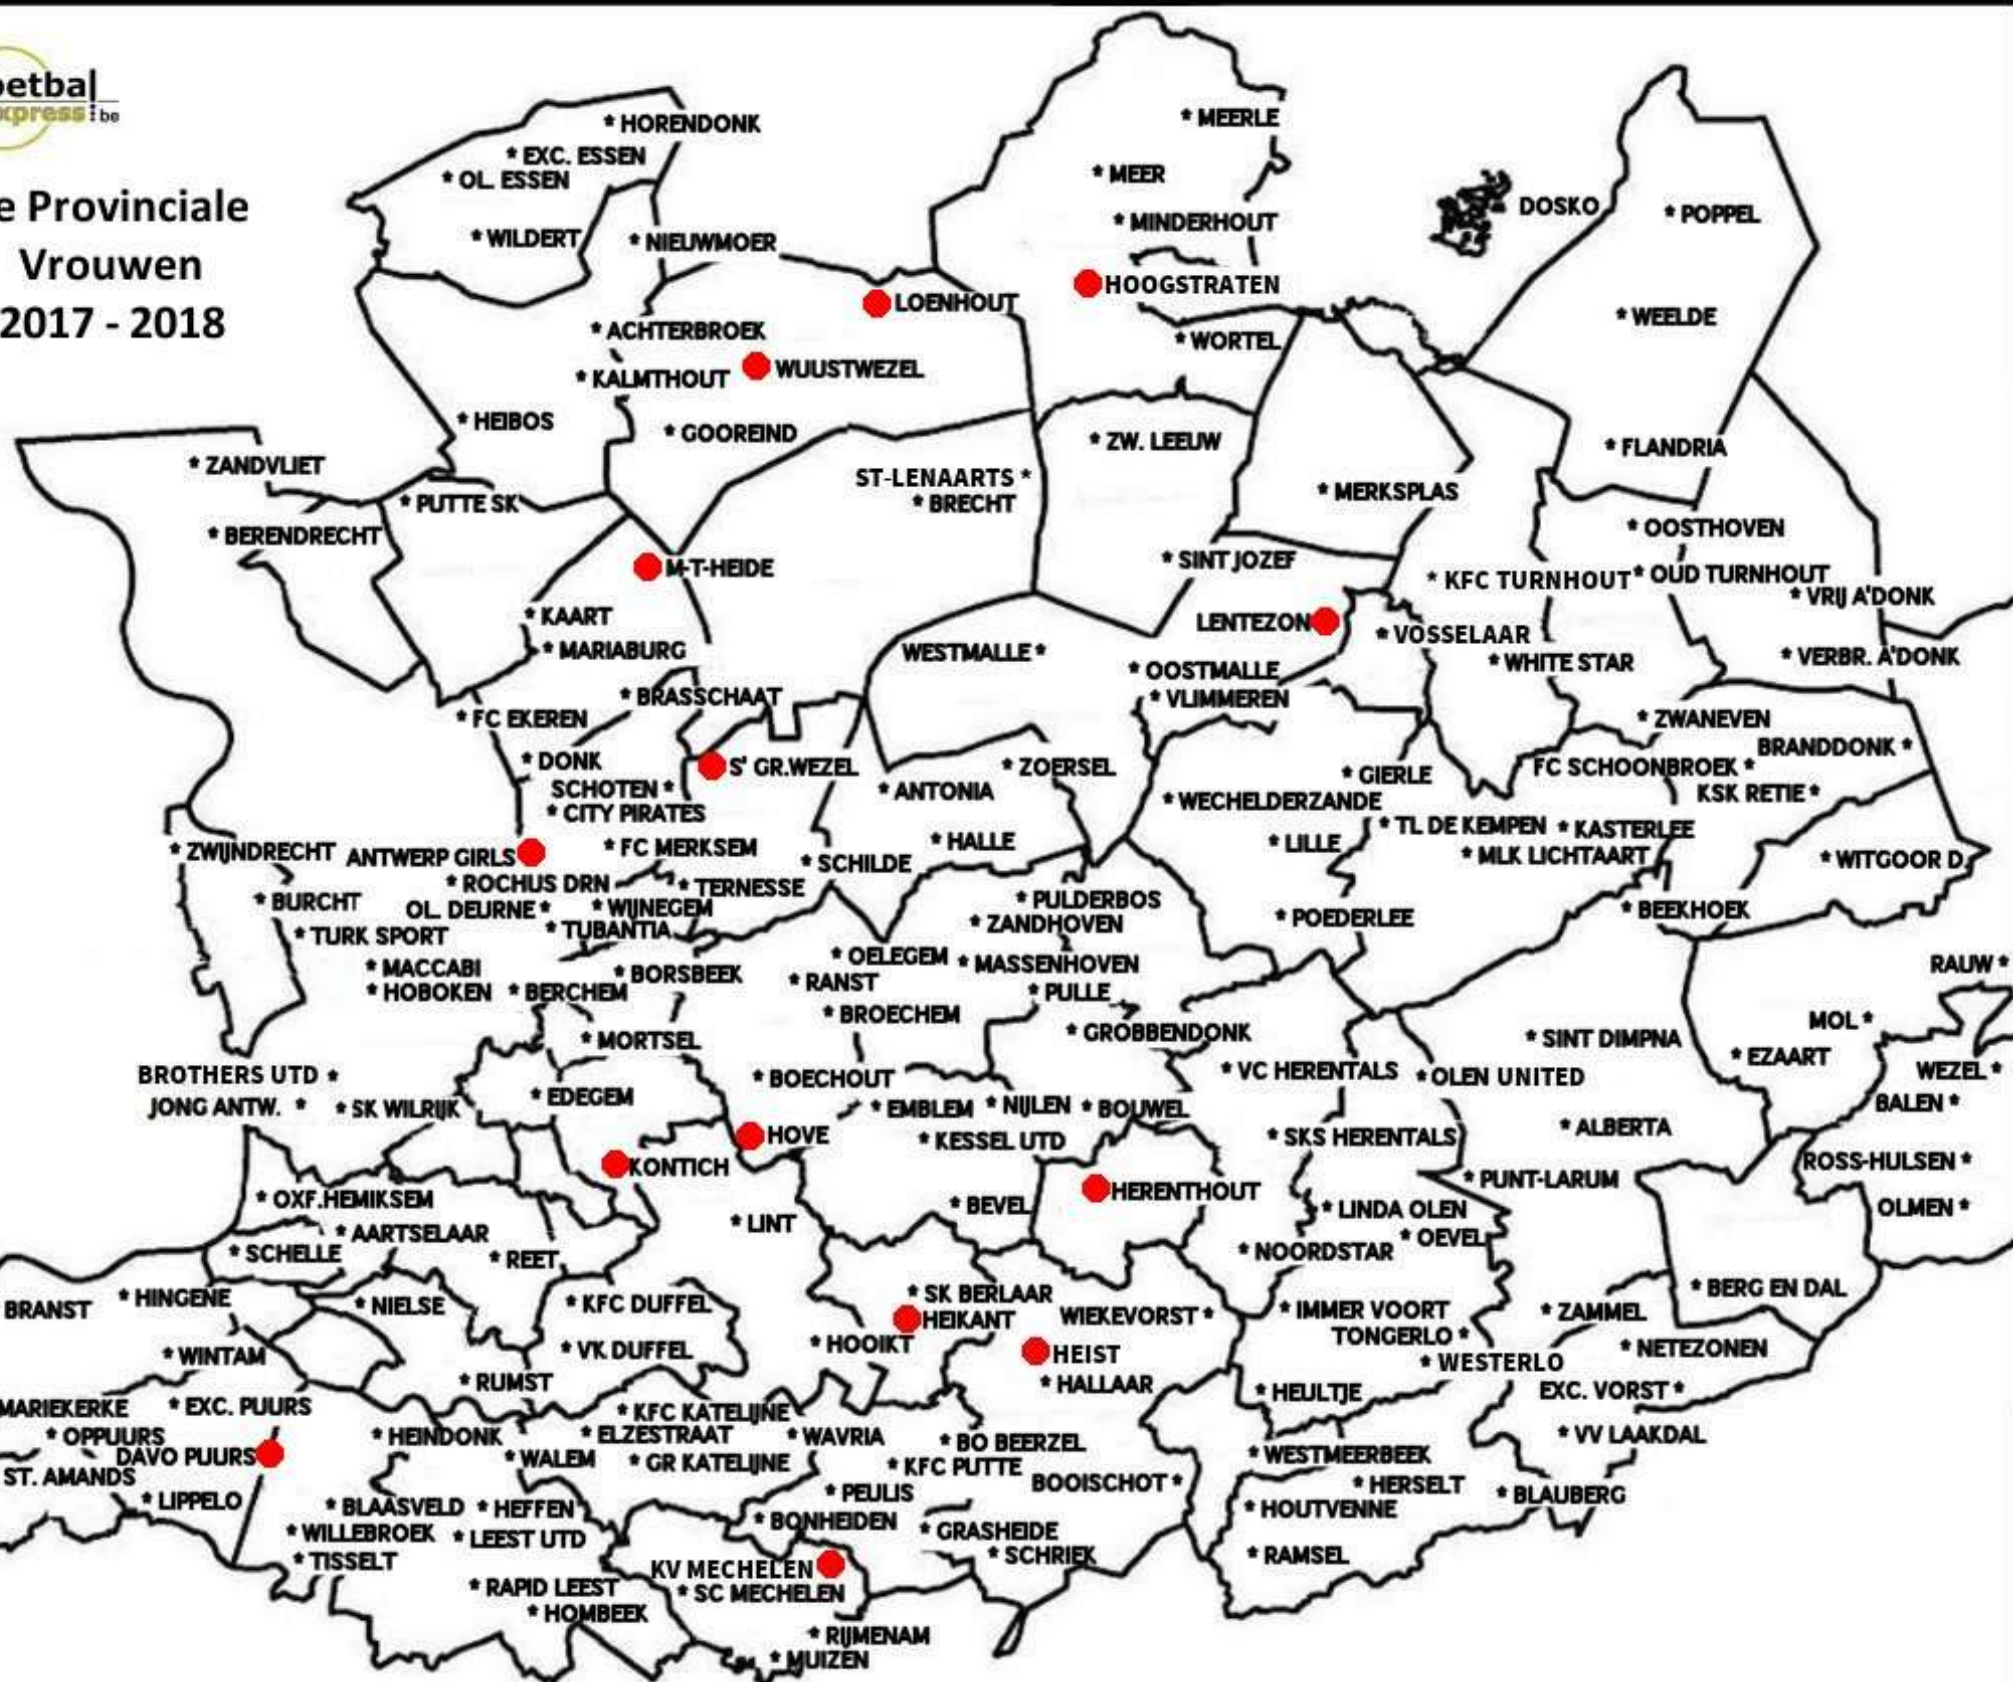 oetbal
xpress.be
e Provinciale
Vrouwen
2017 - 2018
* HORENDONK
* EXC. ESSEN
* OL. ESSEN
* WILDERT
* NIEUWMOER
* MEERLE
* MEER
* MINDERHOUT
HOOGSTRATEN
* WORTEL
DOSKO
* POPPEL
* WEELDE
* FLANDRIA
LOENHOUT
* ACHTERBROEK
WUUSTWEZEL
* KALMTHOUT
* HEIBOS
* GOOREIND
* ZW. LEEUW
* ZANDVLIET
* PUTTE SK
ST-LENAARTS *
* BRECHT
* MERKSPLAS
* BERENDRECHT
* OOSTHOVEN
M-T-HEIDE
* SINT JOZEF
* KFC TURNHOUT
* OUD TURNHOUT
* VRIJ A'DONK
* KAART
LENTEZON
* VOSSELAAR
* MARIABURG
WESTMALLE *
* WHITE STAR
* VERBR. A'DONK
* OOSTMALLE
* BRASSCHAAT
* VLIMMEREN
* FC EKEREN
* ZWANEVEN
BRANDDONK *
* DONK
S' GR.WEZEL
* ZOERSEL
* GIERLE
FC SCHOONBROEK *
SCHOTEN *
* ANTONIA
* WECHELDERZANDE
KSK RETIE *
* CITY PIRATES
* TL DE KEMPEN
* KASTERLEE
* ZWIJNDRECHT
ANTWERP GIRLS
* FC MERKSEM
* SCHILDE
* HALLE
* LILLE
* MLK LICHTAART
* WITGOOR D.
* ROCHUS DRN
* TERNESSE
* BURCHT
OL. DEURNE *
* WIJNEGEM
* PULDERBOS
* POEDERLEE
* BEEKHOEK
* TURK SPORT
* TUBANTIA
* ZANDHOVEN
* MACCABI
* BORSBEEK
* OELEGEM
* MASSENHOVEN
RAUW *
* HOBOKEN
* BERCHEM
* RANST
* PULLE
* BROECHEM
* GROBBENDONK
MOL *
* MORTSEL
* SINT DIMPNA
* EZAART
BROTHERS UTD *
* BOECHOUT
* VC HERENTALS
* OLEN UNITED
WEZEL *
JONG ANTW. *
* SK WILRIJK
* EDEGEM
* EMBLEM
* NIJLEN
* BOUWEL
BALEN *
HOVE
* KESSEL UTD
* SKS HERENTALS
* ALBERTA
KONTICH
ROSS-HULSEN *
* OXF.HEMIKSEM
* BEVEL
HERENTHOUT
* PUNT-LARUM
OLMEN *
* AARTSELAAR
* LINT
* LINDA OLEN
* SCHELLE
* REET
* NOORDSTAR
* OEVEL
BRANST
* HINGENE
* NIELSE
* KFC DUFFEL
* SK BERLAAR
HEIKANT
WIEKEVORST *
* IMMER VOORT
* ZAMMEL
* BERG EN DAL
* WINTAM
* VK DUFFEL
* HOOIKT
HEIST
TONGERLO *
* NETEZONEN
* RUMST
* HALLAAR
* WESTERLO
* HEULTJE
EXC. VORST *
MARIEKERKE
* EXC. PUURS
* KFC KATELIJNE
* OPPUURS
* HEINDONK
* ELZESTRAAT
* WAVRIA
* BO BEERZEL
* VV LAAKDAL
DAVO PUURS
* WALEM
* GR KATELIJNE
* KFC PUTTE
* WESTMEERBEEK
ST. AMANDS
BOOISCHOT *
* HERSELT
* LIPPELO
* BLAASVELD
* HEFFEN
* PEULIS
* HOUTVENNE
* BLAUBERG
* WILLEBROEK
* LEEST UTD
* BONHEIDEN
* GRASHEIDE
* TISSELT
* SCHRIEK
* RAMSEL
KV MECHELEN
* RAPID LEEST
* SC MECHELEN
* HOMBEEK
* RIJMENAM
* MUIZEN